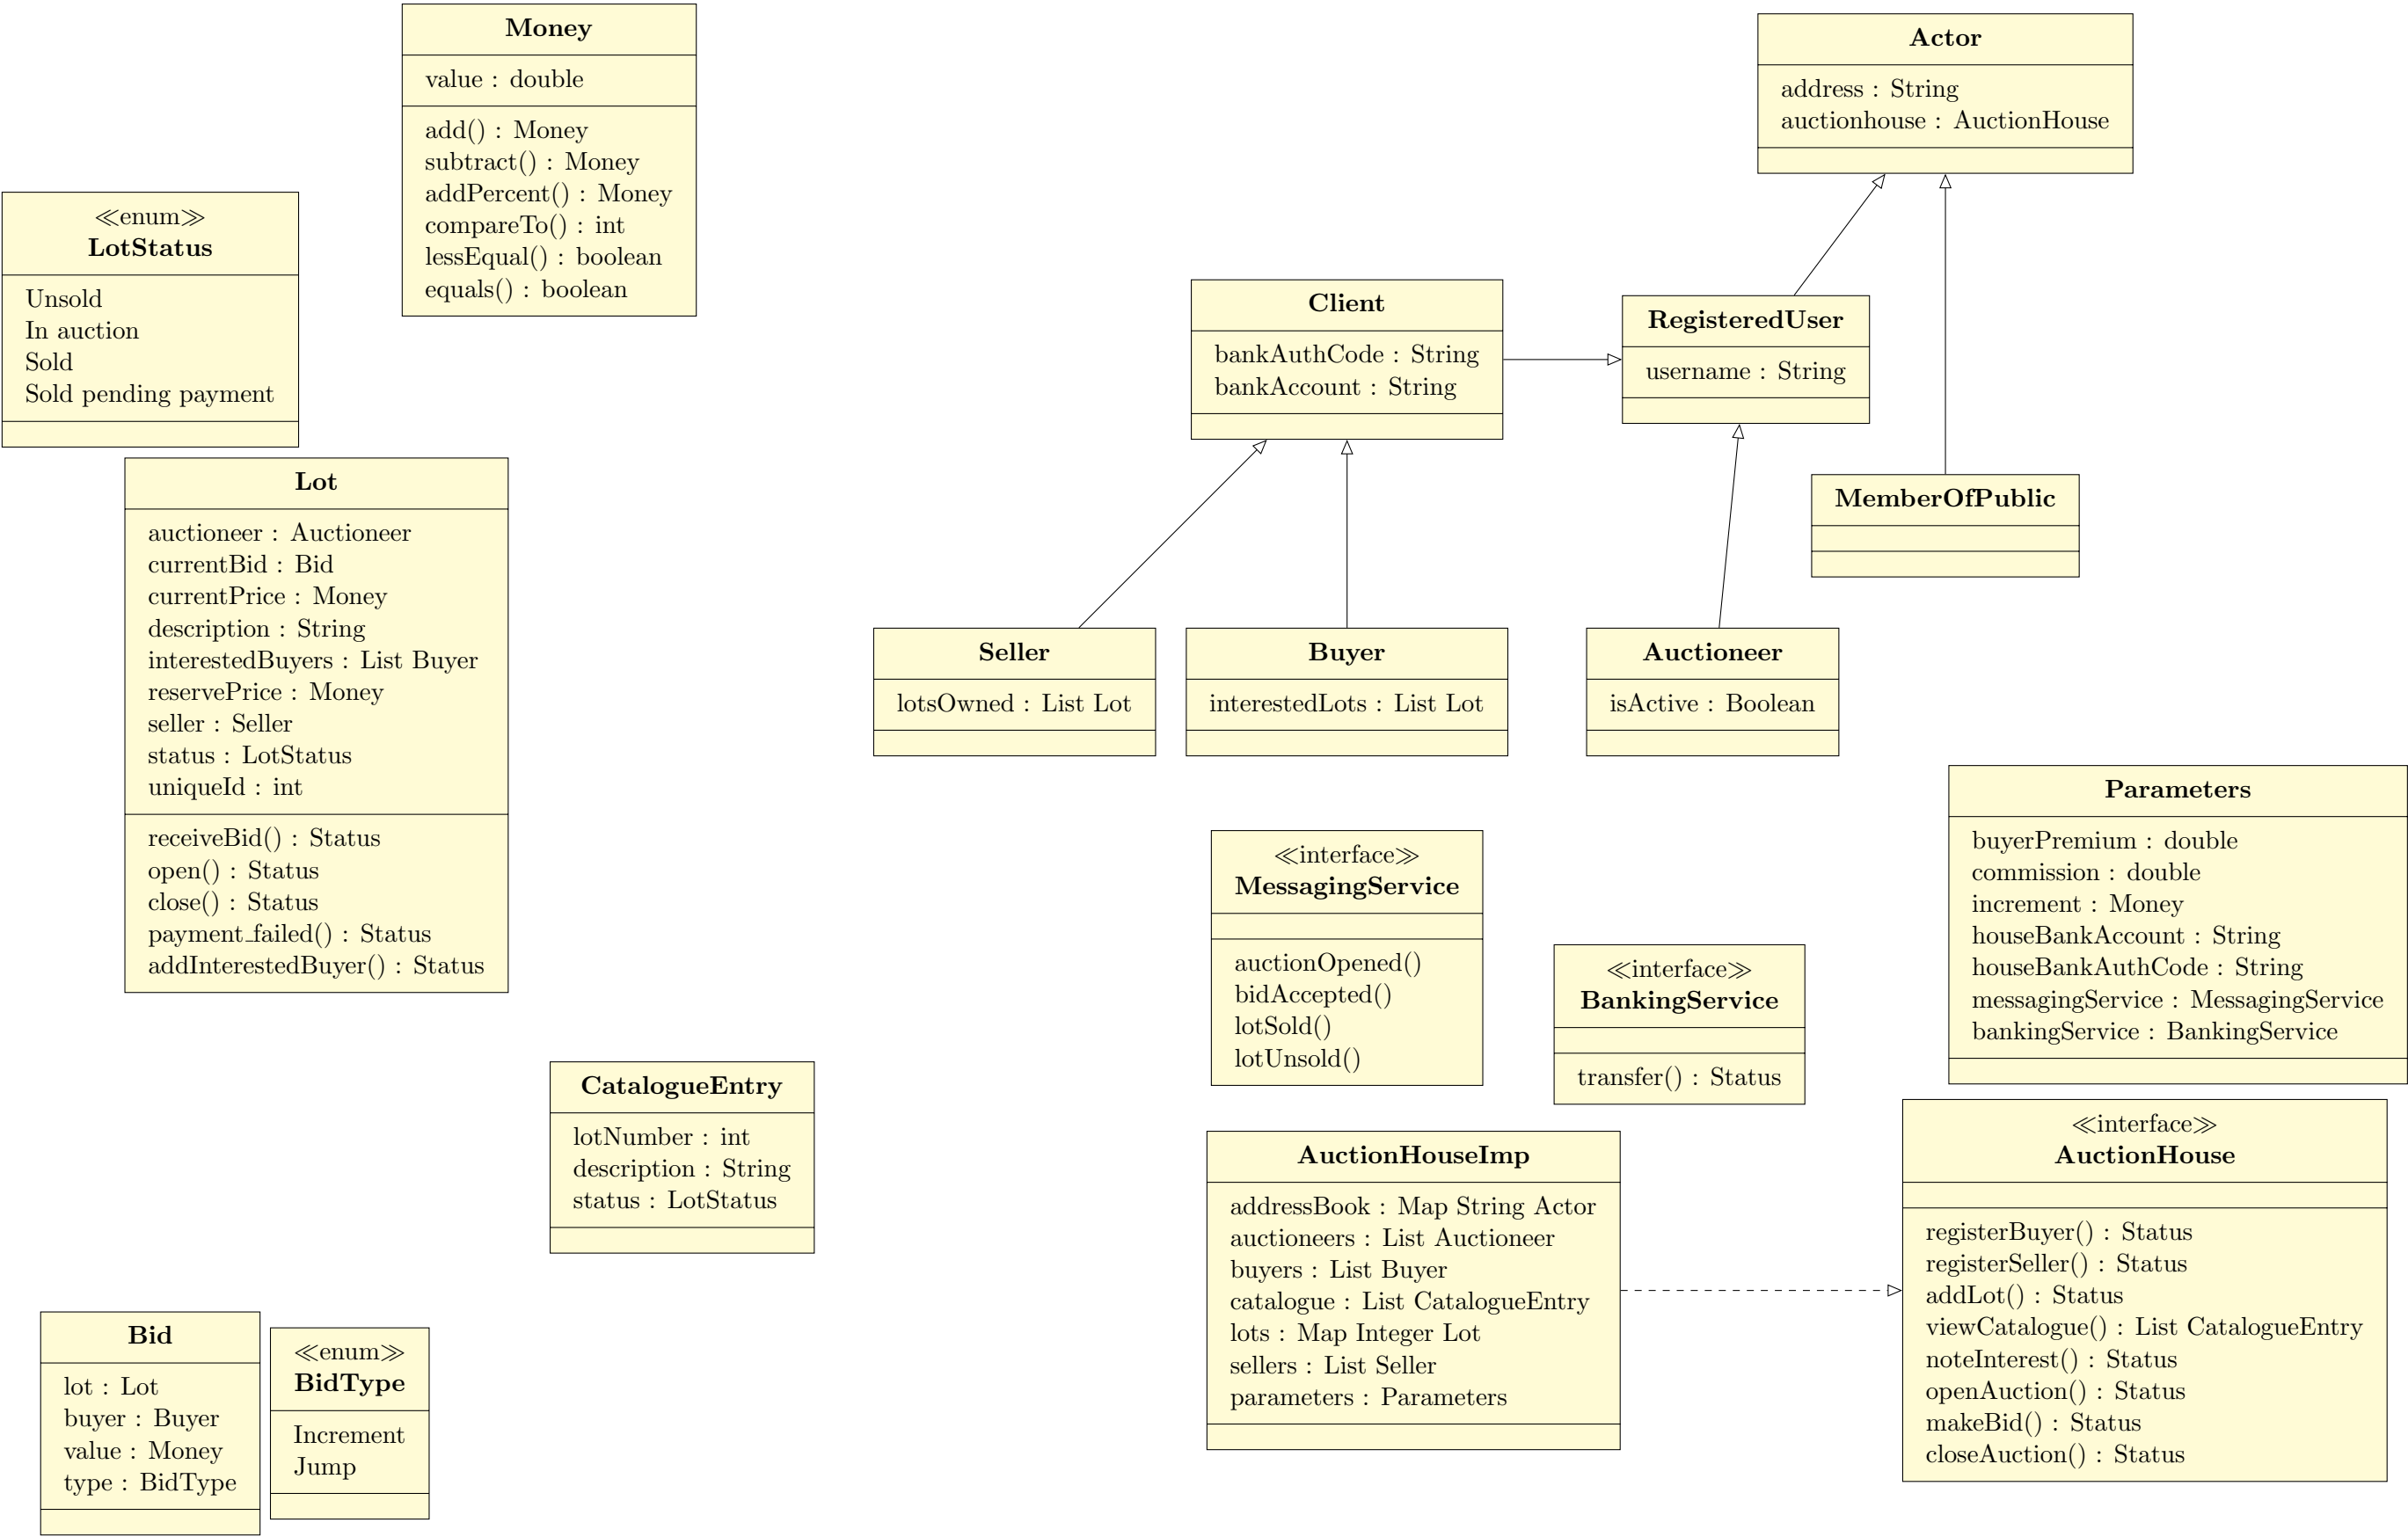 Money
value : double
add() : Money
subtract() : Money
addPercent() : Money
compareTo() : int
lessEqual() : boolean
equals() : boolean
Actor
address : String
auctionhouse : AuctionHouse
≪enum≫
LotStatus
Unsold
In auction
Sold
Sold pending payment
Client
bankAuthCode : String
bankAccount : String
RegisteredUser
username : String
MemberOfPublic
Lot
auctioneer : Auctioneer
currentBid : Bid
currentPrice : Money
description : String
interestedBuyers : List Buyer
reservePrice : Money
seller : Seller
status : LotStatus
uniqueId : int
receiveBid() : Status
open() : Status
close() : Status
payment_failed() : Status
addInterestedBuyer() : Status
Seller
lotsOwned : List Lot
Buyer
interestedLots : List Lot
Auctioneer
isActive : Boolean
Parameters
buyerPremium : double
commission : double
increment : Money
houseBankAccount : String
houseBankAuthCode : String
messagingService : MessagingService
bankingService : BankingService
≪interface≫
MessagingService
auctionOpened()
bidAccepted()
lotSold()
lotUnsold()
≪interface≫
BankingService
transfer() : Status
CatalogueEntry
lotNumber : int
description : String
status : LotStatus
AuctionHouseImp
addressBook : Map String Actor
auctioneers : List Auctioneer
buyers : List Buyer
catalogue : List CatalogueEntry
lots : Map Integer Lot
sellers : List Seller
parameters : Parameters
≪interface≫
AuctionHouse
registerBuyer() : Status
registerSeller() : Status
addLot() : Status
viewCatalogue() : List CatalogueEntry
noteInterest() : Status
openAuction() : Status
makeBid() : Status
closeAuction() : Status
Bid
lot : Lot
buyer : Buyer
value : Money
type : BidType
≪enum≫
BidType
Increment
Jump